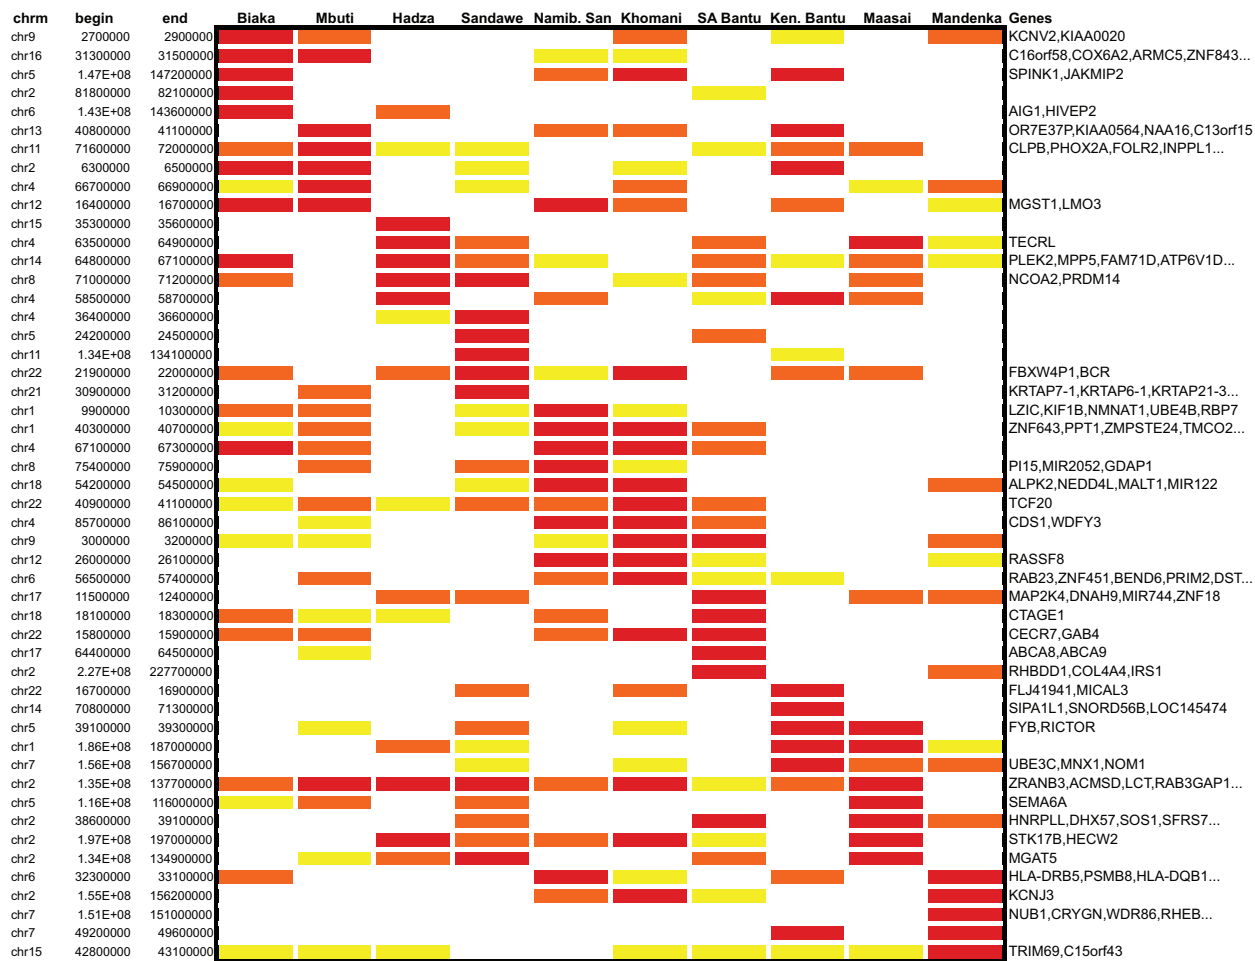 chrm begin end Biaka Mbuti Hadza Sandawe Namib. San Khomani SA Bantu Ken. Bantu Maasai Mandenka Genes
chr9 2700000 2900000 KCNV2,KIAA0020
chr16 31300000 31500000 C16orf58,COX6A2,ARMC5,ZNF843...
chr5 1.47E+08 147200000 SPINK1,JAKMIP2
chr2 81800000 82100000
chr6 1.43E+08 143600000 AIG1,HIVEP2
chr13 40800000 41100000 OR7E37P,KIAA0564,NAA16,C13orf15
chr11 71600000 72000000 CLPB,PHOX2A,FOLR2,INPPL1...
chr2 6300000 6500000
chr4 66700000 66900000
chr12 16400000 16700000 MGST1,LMO3
chr15 35300000 35600000
chr4 63500000 64900000 TECRL
chr14 64800000 67100000 PLEK2,MPP5,FAM71D,ATP6V1D...
chr8 71000000 71200000 NCOA2,PRDM14
chr4 58500000 58700000
chr4 36400000 36600000
chr5 24200000 24500000
chr11 1.34E+08 134100000
chr22 21900000 22000000 FBXW4P1,BCR
chr21 30900000 31200000 KRTAP7-1,KRTAP6-1,KRTAP21-3...
chr1 9900000 10300000 LZIC,KIF1B,NMNAT1,UBE4B,RBP7
chr1 40300000 40700000 ZNF643,PPT1,ZMPSTE24,TMCO2...
chr4 67100000 67300000
chr8 75400000 75900000 PI15,MIR2052,GDAP1
chr18 54200000 54500000 ALPK2,NEDD4L,MALT1,MIR122
chr22 40900000 41100000 TCF20
chr4 85700000 86100000 CDS1,WDFY3
chr9 3000000 3200000
chr12 26000000 26100000 RASSF8
chr6 56500000 57400000 RAB23,ZNF451,BEND6,PRIM2,DST...
chr17 11500000 12400000 MAP2K4,DNAH9,MIR744,ZNF18
chr18 18100000 18300000 CTAGE1
chr22 15800000 15900000 CECR7,GAB4
chr17 64400000 64500000 ABCA8,ABCA9
chr2 2.27E+08 227700000 RHBDD1,COL4A4,IRS1
chr22 16700000 16900000 FLJ41941,MICAL3
chr14 70800000 71300000 SIPA1L1,SNORD56B,LOC145474
chr5 39100000 39300000 FYB,RICTOR
chr1 1.86E+08 187000000
chr7 1.56E+08 156700000 UBE3C,MNX1,NOM1
chr2 1.35E+08 137700000 ZRANB3,ACMSD,LCT,RAB3GAP1...
chr5 1.16E+08 116000000 SEMA6A
chr2 38600000 39100000 HNRPLL,DHX57,SOS1,SFRS7...
chr2 1.97E+08 197000000 STK17B,HECW2
chr2 1.34E+08 134900000 MGAT5
chr6 32300000 33100000 HLA-DRB5,PSMB8,HLA-DQB1...
chr2 1.55E+08 156200000 KCNJ3
chr7 1.51E+08 151000000 NUB1,CRYGN,WDR86,RHEB...
chr7 49200000 49600000
chr15 42800000 43100000 TRIM69,C15orf43